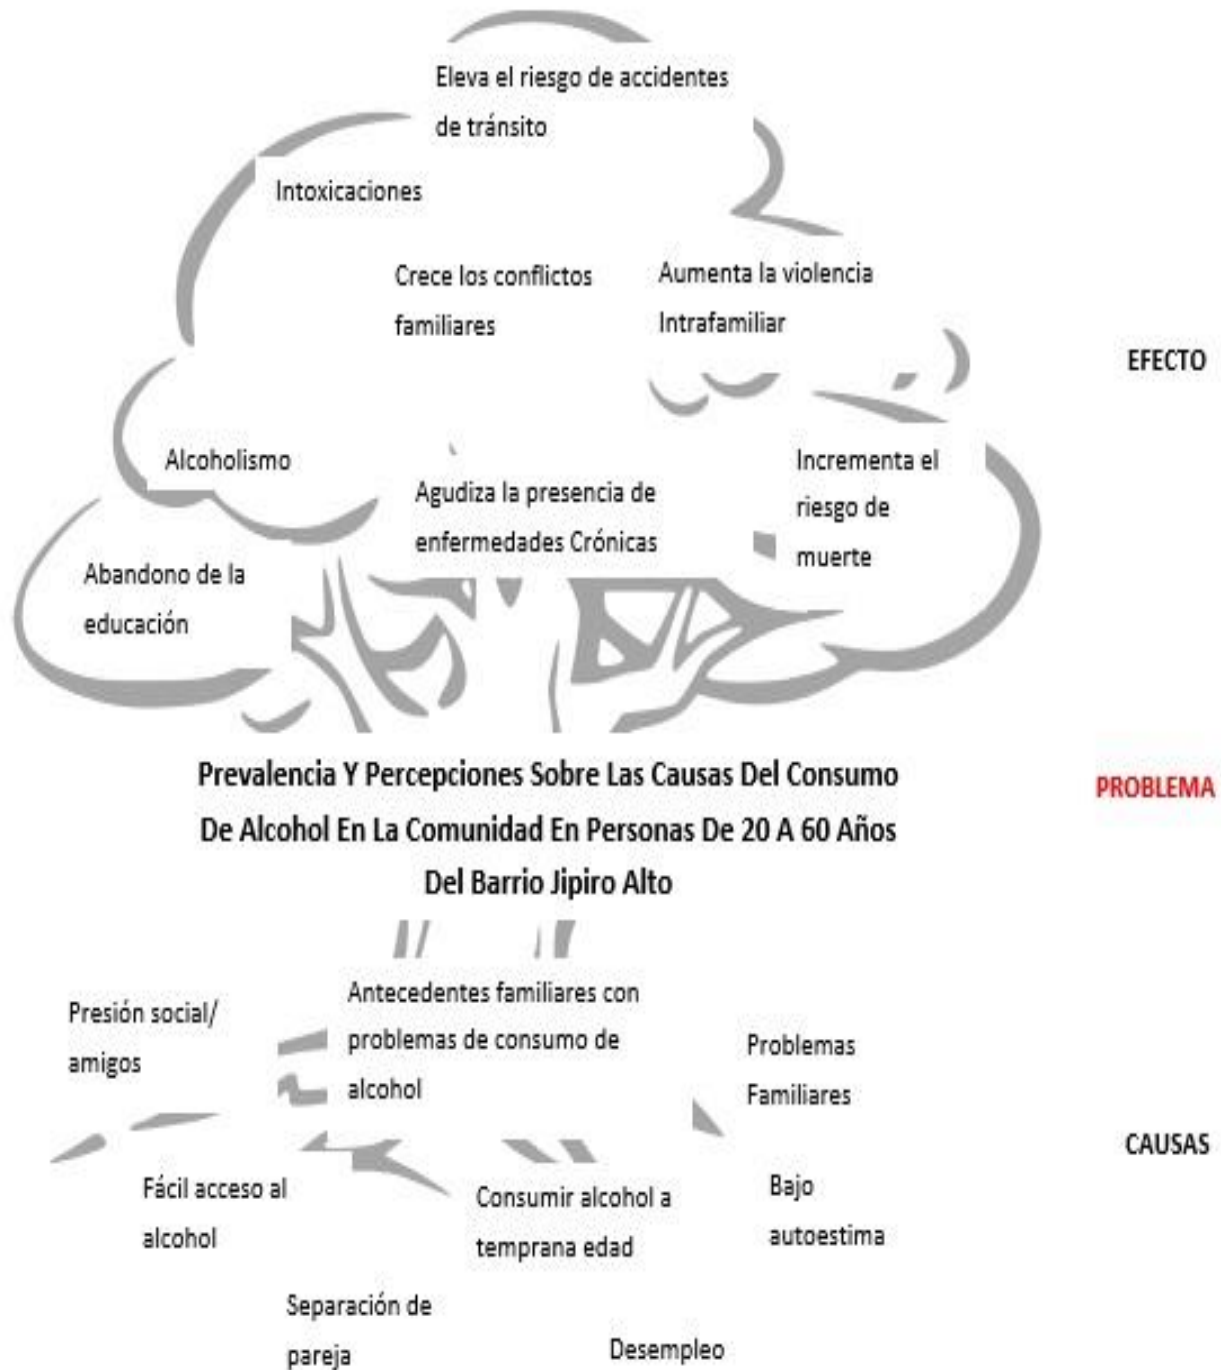 Eleva el riesgo de accidentes
de tránsito
Intoxicaciones
Crece los conflictos
familiares
Aumenta la violencia
Intrafamiliar
EFECTO
Alcoholismo
Agudiza la presencia de
enfermedades Crónicas
Incrementa el
riesgo de
muerte
Abandono de la
educación
Prevalencia Y Percepciones Sobre Las Causas Del Consumo
De Alcohol En La Comunidad En Personas De 20 A 60 Años
Del Barrio Jipiro Alto
PROBLEMA
Presión social/
amigos
Antecedentes familiares con
problemas de consumo de
alcohol
Problemas
Familiares
CAUSAS
Fácil acceso al
alcohol
Consumir alcohol a
temprana edad
Bajo
autoestima
Separación de
pareja
Desempleo